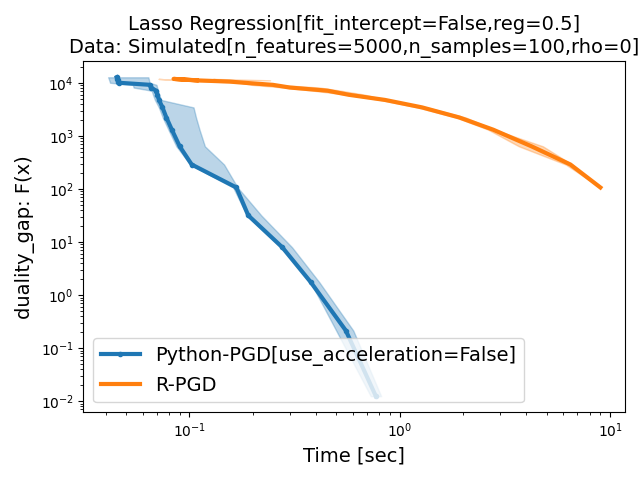 Lasso Regression[fit_intercept=False,reg=0.5]
Data: Simulated[n_features=5000,n_samples=100,rho=0]
duality_gap: F(x)
10⁴
10³
10²
10¹
10⁰
10⁻¹
10⁻²
Python-PGD[use_acceleration=False]
R-PGD
10⁻¹
10⁰
10¹
Time [sec]